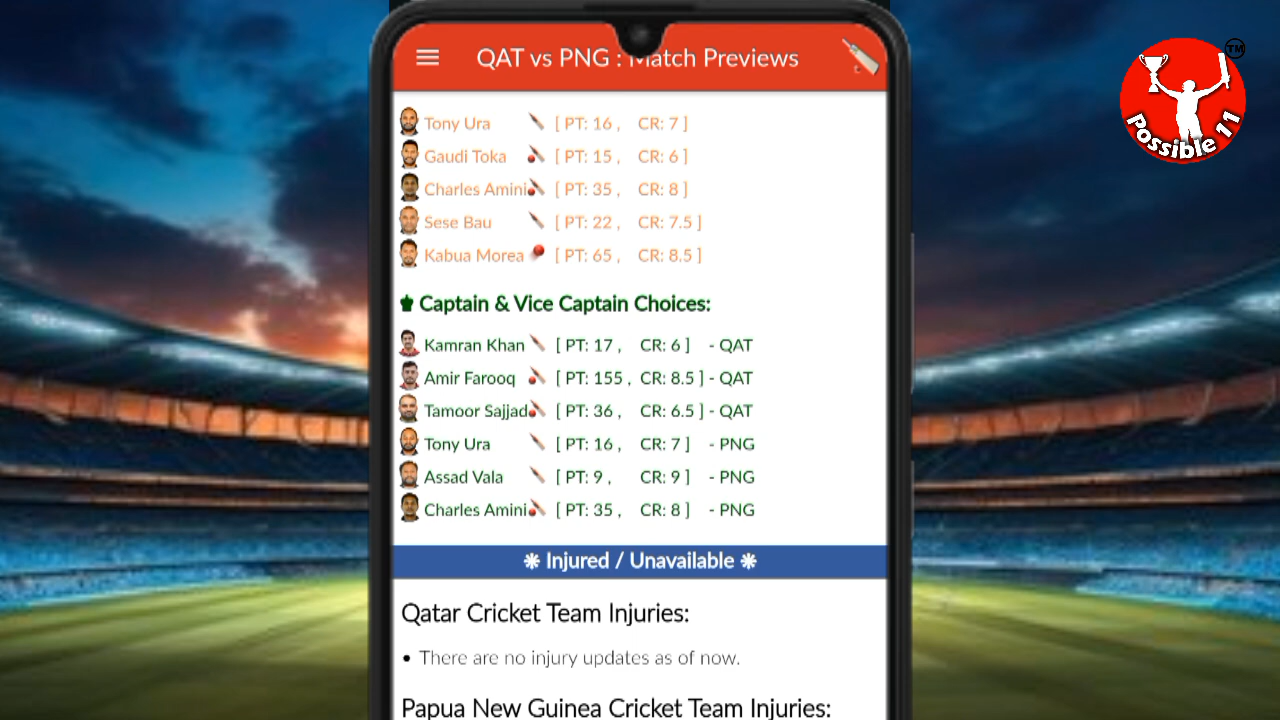 QAT vs PNG : Match Previews
TM
Possible 11
Tony Ura [ PT: 16 , CR: 7 ]
Gaudi Toka [ PT: 15 , CR: 6 ]
Charles Amini [ PT: 35 , CR: 8 ]
Sese Bau [ PT: 22 , CR: 7.5 ]
Kabua Morea [ PT: 65 , CR: 8.5 ]
Captain & Vice Captain Choices:
Kamran Khan [ PT: 17 , CR: 6 ] - QAT
Amir Farooq [ PT: 155 , CR: 8.5 ] - QAT
Tamoor Sajjad [ PT: 36 , CR: 6.5 ] - QAT
Tony Ura [ PT: 16 , CR: 7 ] - PNG
Assad Vala [ PT: 9 , CR: 9 ] - PNG
Charles Amini [ PT: 35 , CR: 8 ] - PNG
Injured / Unavailable
Qatar Cricket Team Injuries:
• There are no injury updates as of now.
Papua New Guinea Cricket Team Injuries: